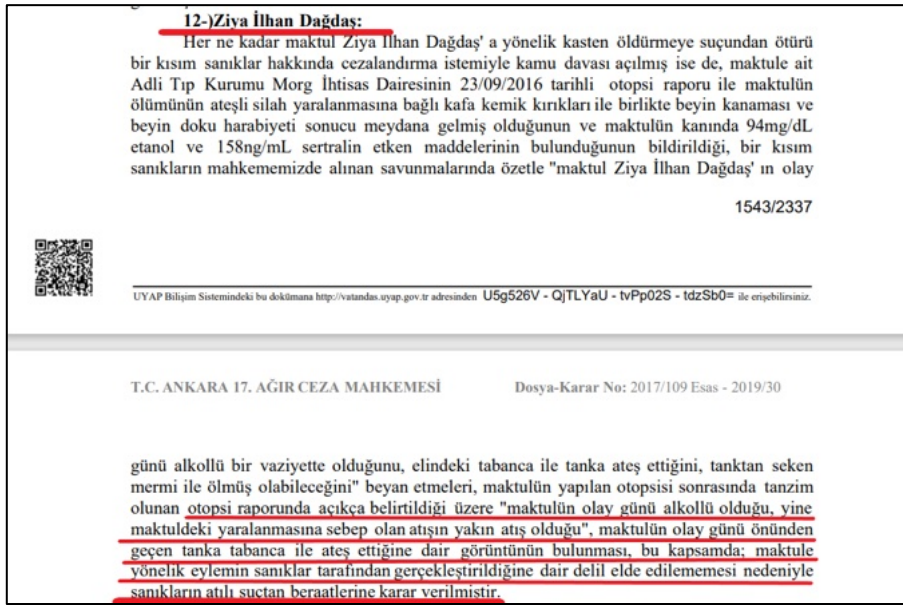 12-)Ziya İlhan Dağdaş:
Her ne kadar maktul Ziya İlhan Dağdaş' a yönelik kasten öldürmeye suçundan ötürü
bir kısım sanıklar hakkında cezalandırma istemiyle kamu davası açılmış ise de, maktule ait
Adli Tıp Kurumu Morg İhtisas Dairesinin 23/09/2016 tarihli otopsi raporu ile maktulün
ölümünün ateşli silah yaralanmasına bağlı kafa kemik kırıkları ile birlikte beyin kanaması ve
beyin doku harabiyeti sonucu meydana gelmiş olduğunun ve maktulün kanında 94mg/dL
etanol ve 158ng/mL sertralin etken maddelerinin bulunduğunun bildirildiği, bir kısım
sanıkların mahkememizde alınan savunmalarında özetle "maktul Ziya İlhan Dağdaş' ın olay
1543/2337
UYAP Bilişim Sistemindeki bu dokümana http://vatandas.uyap.gov.tr adresinden U5g526V - QjTLYaU - tvPp02S - tdzSb0= ile erişebilirsiniz.
T.C. ANKARA 17. AĞIR CEZA MAHKEMESİ Dosya-Karar No: 2017/109 Esas - 2019/30
günü alkollü bir vaziyette olduğunu, elindeki tabanca ile tanka ateş ettiğini, tanktan seken
mermi ile ölmüş olabileceğini" beyan etmeleri, maktulün yapılan otopsisi sonrasında tanzim
olunan otopsi raporunda açıkça belirtildiği üzere "maktulün olay günü alkollü olduğu, yine
maktuldeki yaralanmasına sebep olan atışın yakın atış olduğu", maktulün olay günü önünden
geçen tanka tabanca ile ateş ettiğine dair görüntünün bulunması, bu kapsamda; maktule
yönelik eylemin sanıklar tarafından gerçekleştirildiğine dair delil elde edilememesi nedeniyle
sanıkların atılı suçtan beraatlerine karar verilmiştir.